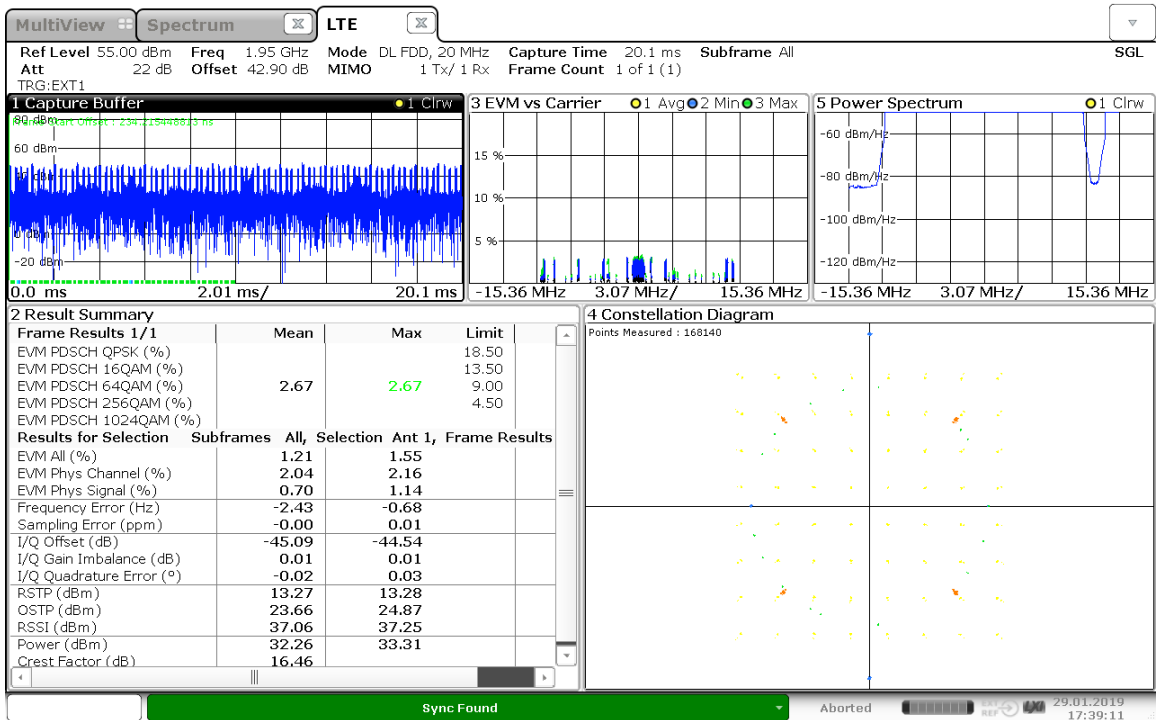 MultiView Spectrum LTE
Ref Level 55.00 dBm Freq 1.95 GHz Mode DL FDD, 20 MHz Capture Time 20.1 ms Subframe All SGL
Att 22 dB Offset 42.90 dB MIMO 1 Tx/ 1 Rx Frame Count 1 of 1 (1)
TRG:EXT1
1 Capture Buffer 1 Clrw
80 dBm
Frame Start Offset : 234.215448813 ns
60 dBm
0 dBm
-20 dBm
0.0 ms 2.01 ms/ 20.1 ms
3 EVM vs Carrier 1 Avg 2 Min 3 Max
15 %
10 %
5 %
-15.36 MHz 3.07 MHz/ 15.36 MHz
5 Power Spectrum 1 Clrw
-60 dBm/Hz
-80 dBm/Hz
-100 dBm/Hz
-120 dBm/Hz
-15.36 MHz 3.07 MHz/ 15.36 MHz
2 Result Summary
Frame Results 1/1 Mean Max Limit
EVM PDSCH QPSK (%) 18.50
EVM PDSCH 16QAM (%) 13.50
EVM PDSCH 64QAM (%) 2.67 2.67 9.00
EVM PDSCH 256QAM (%) 4.50
EVM PDSCH 1024QAM (%)
Results for Selection Subframes All, Selection Ant 1, Frame Results
EVM All (%) 1.21 1.55
EVM Phys Channel (%) 2.04 2.16
EVM Phys Signal (%) 0.70 1.14
Frequency Error (Hz) -2.43 -0.68
Sampling Error (ppm) -0.00 0.01
I/Q Offset (dB) -45.09 -44.54
I/Q Gain Imbalance (dB) 0.01 0.01
I/Q Quadrature Error (°) -0.02 0.03
RSTP (dBm) 13.27 13.28
OSTP (dBm) 23.66 24.87
RSSI (dBm) 37.06 37.25
Power (dBm) 32.26 33.31
Crest Factor (dB) 16.46
4 Constellation Diagram
Points Measured : 168140
Sync Found
Aborted
EXT
REF
LXI
29.01.2019
17:39:11